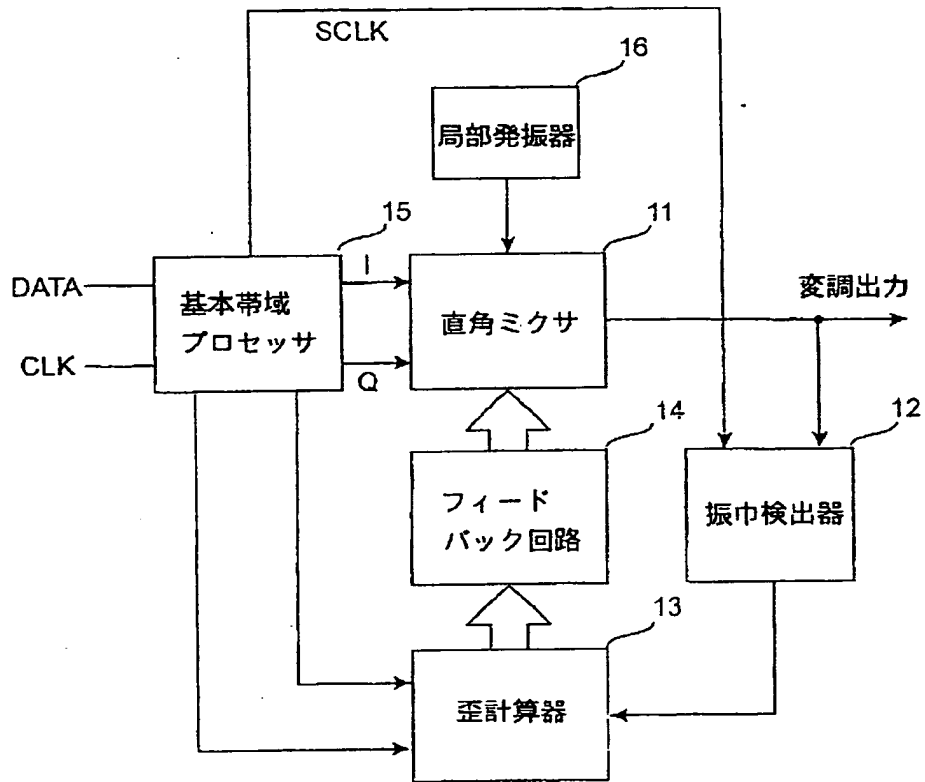 SCLK
16
局部発振器
15
11
DATA
CLK
基本帯域
プロセッサ
I
Q
直角ミクサ
変調出力
14
フィード
バック回路
12
振巾検出器
13
歪計算器